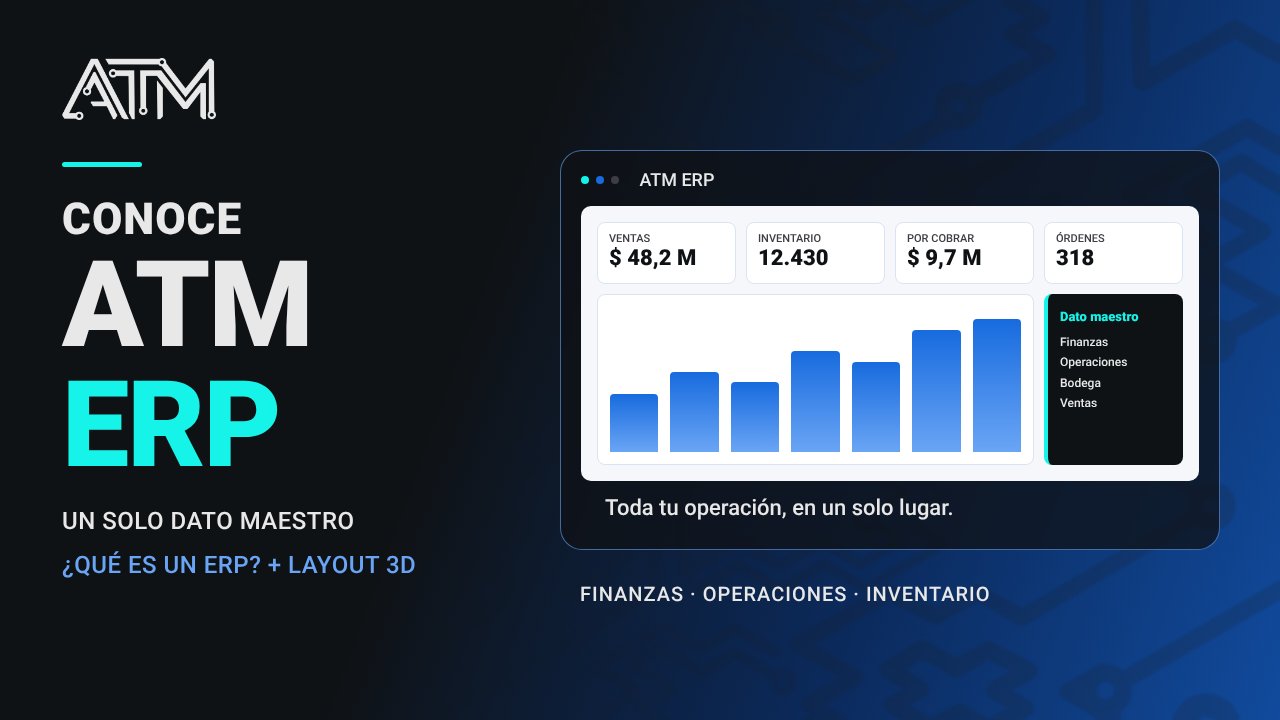 ATM
CONOCE
ATM
ERP
UN SOLO DATO MAESTRO
¿QUÉ ES UN ERP? + LAYOUT 3D
ATM ERP
VENTAS
$ 48,2 M
INVENTARIO
12.430
POR COBRAR
$ 9,7 M
ÓRDENES
318
Dato maestro
Finanzas
Operaciones
Bodega
Ventas
Toda tu operación, en un solo lugar.
FINANZAS · OPERACIONES · INVENTARIO